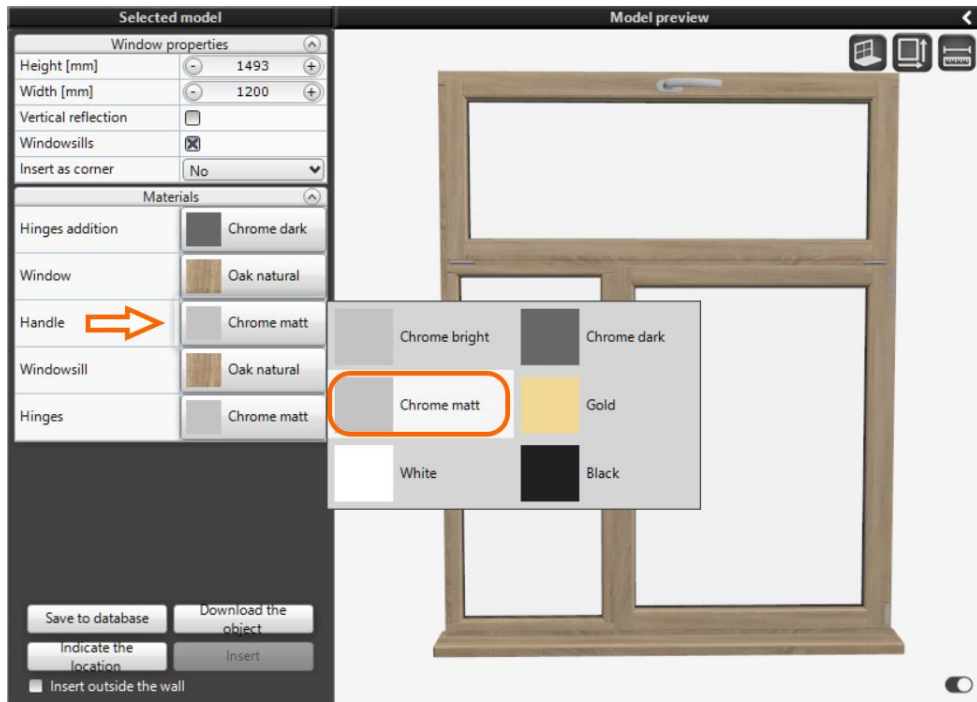 Selected model
Model preview
Window properties
Height [mm] - 1493 +
Width [mm] - 1200 +
Vertical reflection
Windowsills
Insert as corner No
Materials
Hinges addition Chrome dark
Window Oak natural
Handle Chrome matt
Windowsill Oak natural
Hinges Chrome matt
Chrome bright Chrome dark
Chrome matt Gold
White Black
Save to database
Download the
object
Indicate the
location
Insert
Insert outside the wall